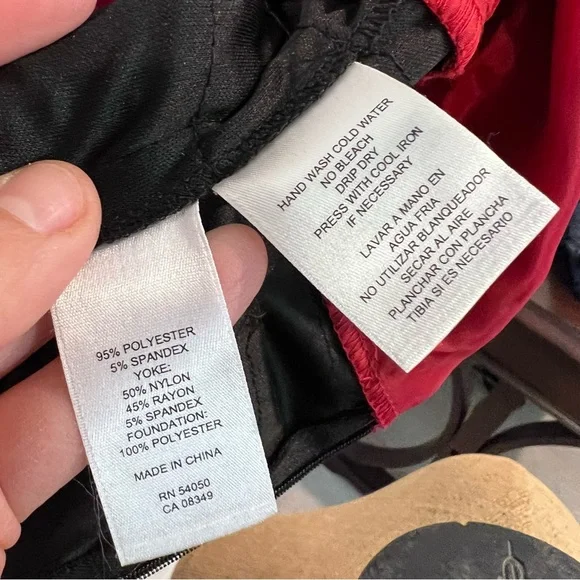 95% POLYESTER
5% SPANDEX
YOKE:
50% NYLON
45% RAYON
5% SPANDEX
FOUNDATION:
100% POLYESTER
MADE IN CHINA
RN 54050
CA 08349
HAND WASH COLD WATER
NO BLEACH
DRIP DRY
PRESS WITH COOL IRON
IF NECESSARY
LAVAR A MANO EN
AGUA FRIA
NO UTILIZAR BLANQUEADOR
SECAR AL AIRE
PLANCHAR CON PLANCHA
TIBIA SI ES NECESARIO